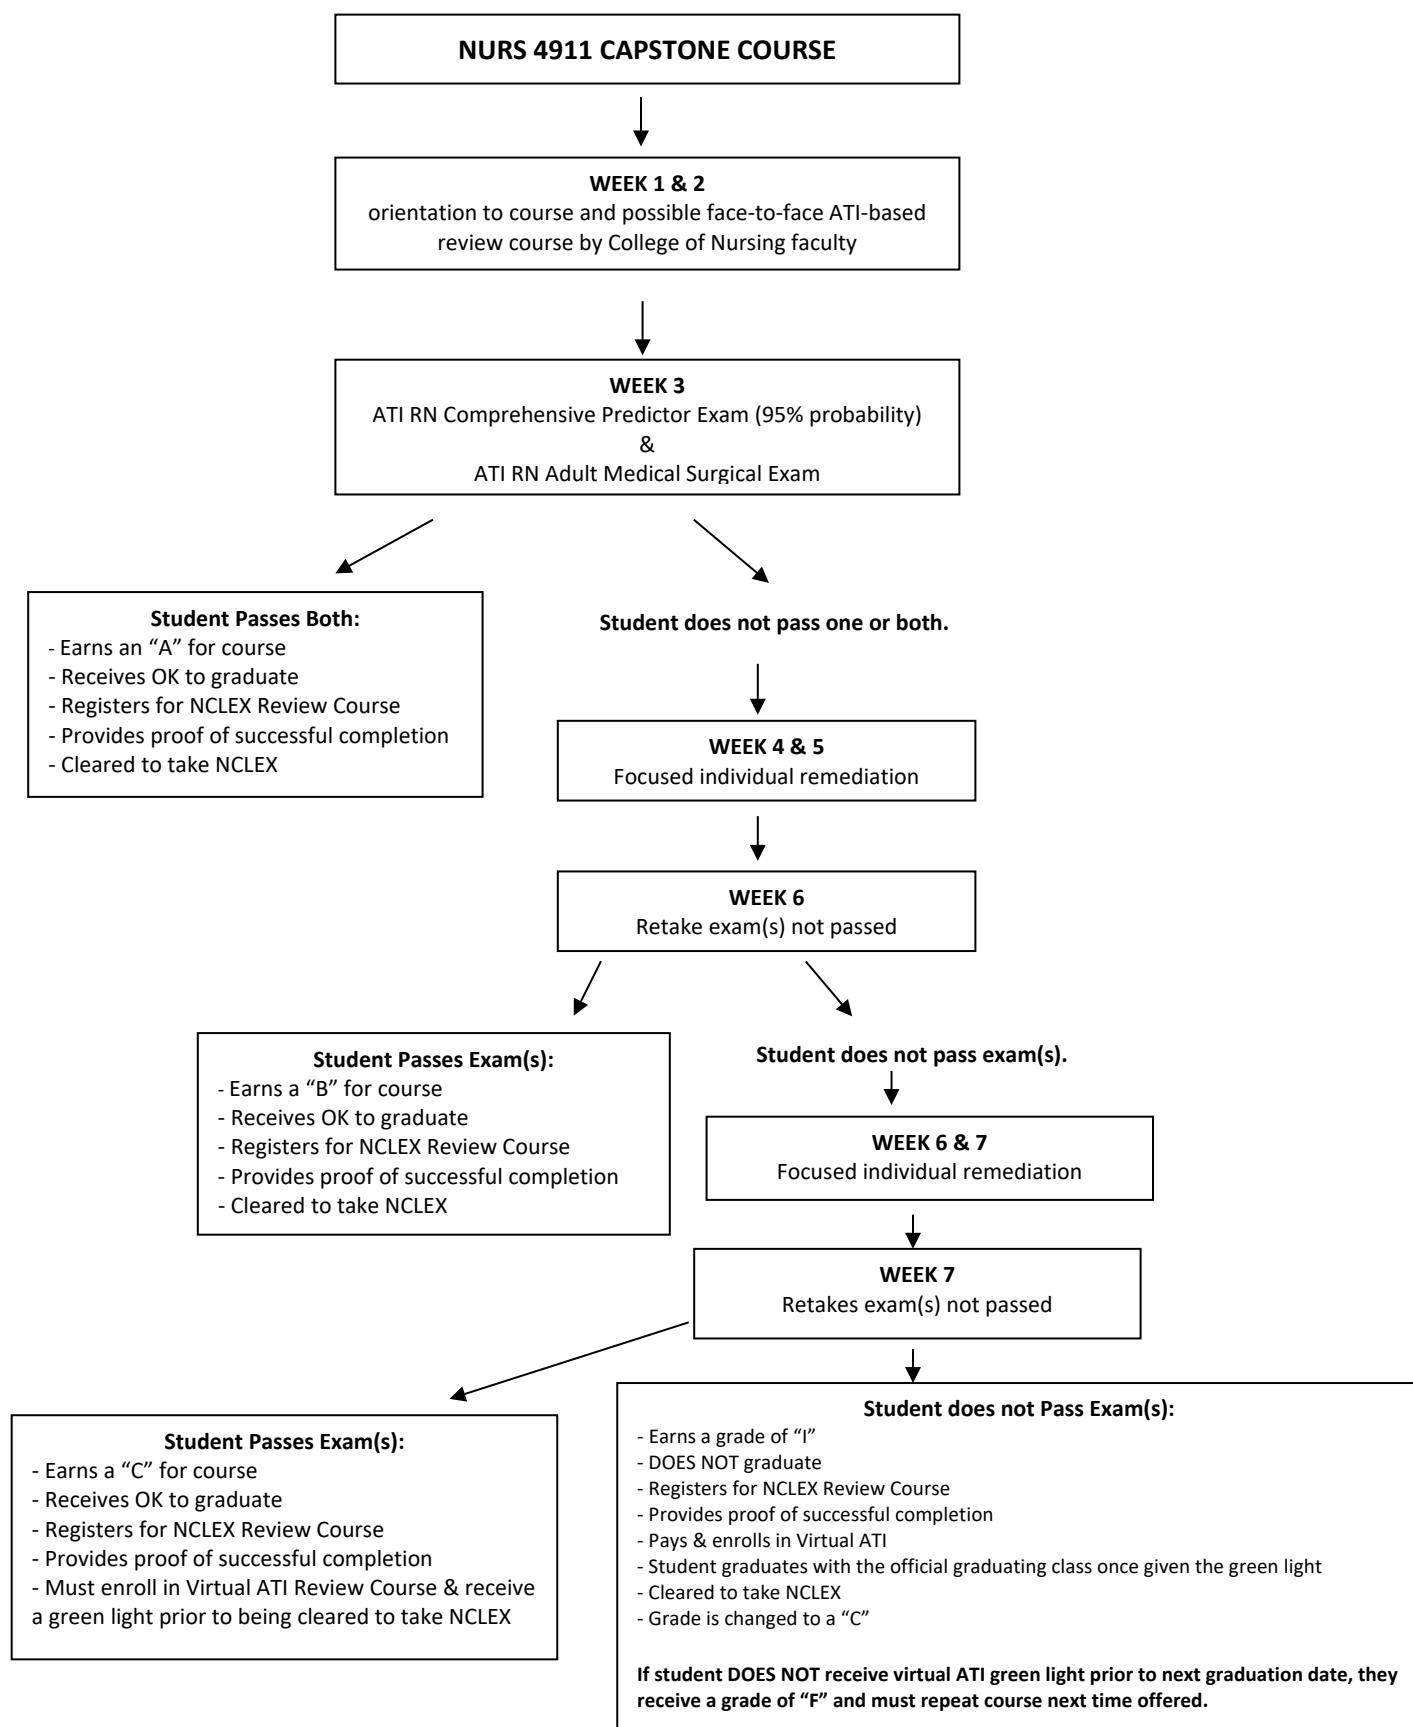 NURS 4911 CAPSTONE COURSE
WEEK 1 & 2
orientation to course and possible face-to-face ATI-based
review course by College of Nursing faculty
WEEK 3
ATI RN Comprehensive Predictor Exam (95% probability)
&
ATI RN Adult Medical Surgical Exam
Student Passes Both:
- Earns an “A” for course
- Receives OK to graduate
- Registers for NCLEX Review Course
- Provides proof of successful completion
- Cleared to take NCLEX
Student does not pass one or both.
WEEK 4 & 5
Focused individual remediation
WEEK 6
Retake exam(s) not passed
Student Passes Exam(s):
- Earns a “B” for course
- Receives OK to graduate
- Registers for NCLEX Review Course
- Provides proof of successful completion
- Cleared to take NCLEX
Student does not pass exam(s).
WEEK 6 & 7
Focused individual remediation
WEEK 7
Retakes exam(s) not passed
Student Passes Exam(s):
- Earns a “C” for course
- Receives OK to graduate
- Registers for NCLEX Review Course
- Provides proof of successful completion
- Must enroll in Virtual ATI Review Course & receive
a green light prior to being cleared to take NCLEX
Student does not Pass Exam(s):
- Earns a grade of “I”
- DOES NOT graduate
- Registers for NCLEX Review Course
- Provides proof of successful completion
- Pays & enrolls in Virtual ATI
- Student graduates with the official graduating class once given the green light
- Cleared to take NCLEX
- Grade is changed to a “C”
If student DOES NOT receive virtual ATI green light prior to next graduation date, they
receive a grade of “F” and must repeat course next time offered.